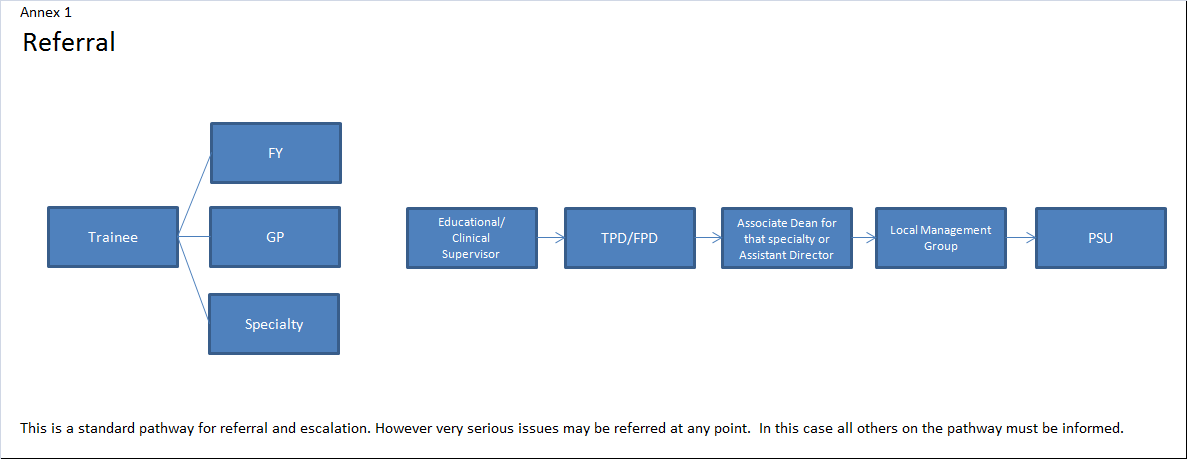 Annex 1
Referral
FY
Trainee
GP
Specialty
Educational/
Clinical
Supervisor
TPD/FPD
Associate Dean for
that specialty or
Assistant Director
Local Management
Group
PSU
This is a standard pathway for referral and escalation. However very serious issues may be referred at any point.  In this case all others on the pathway must be informed.